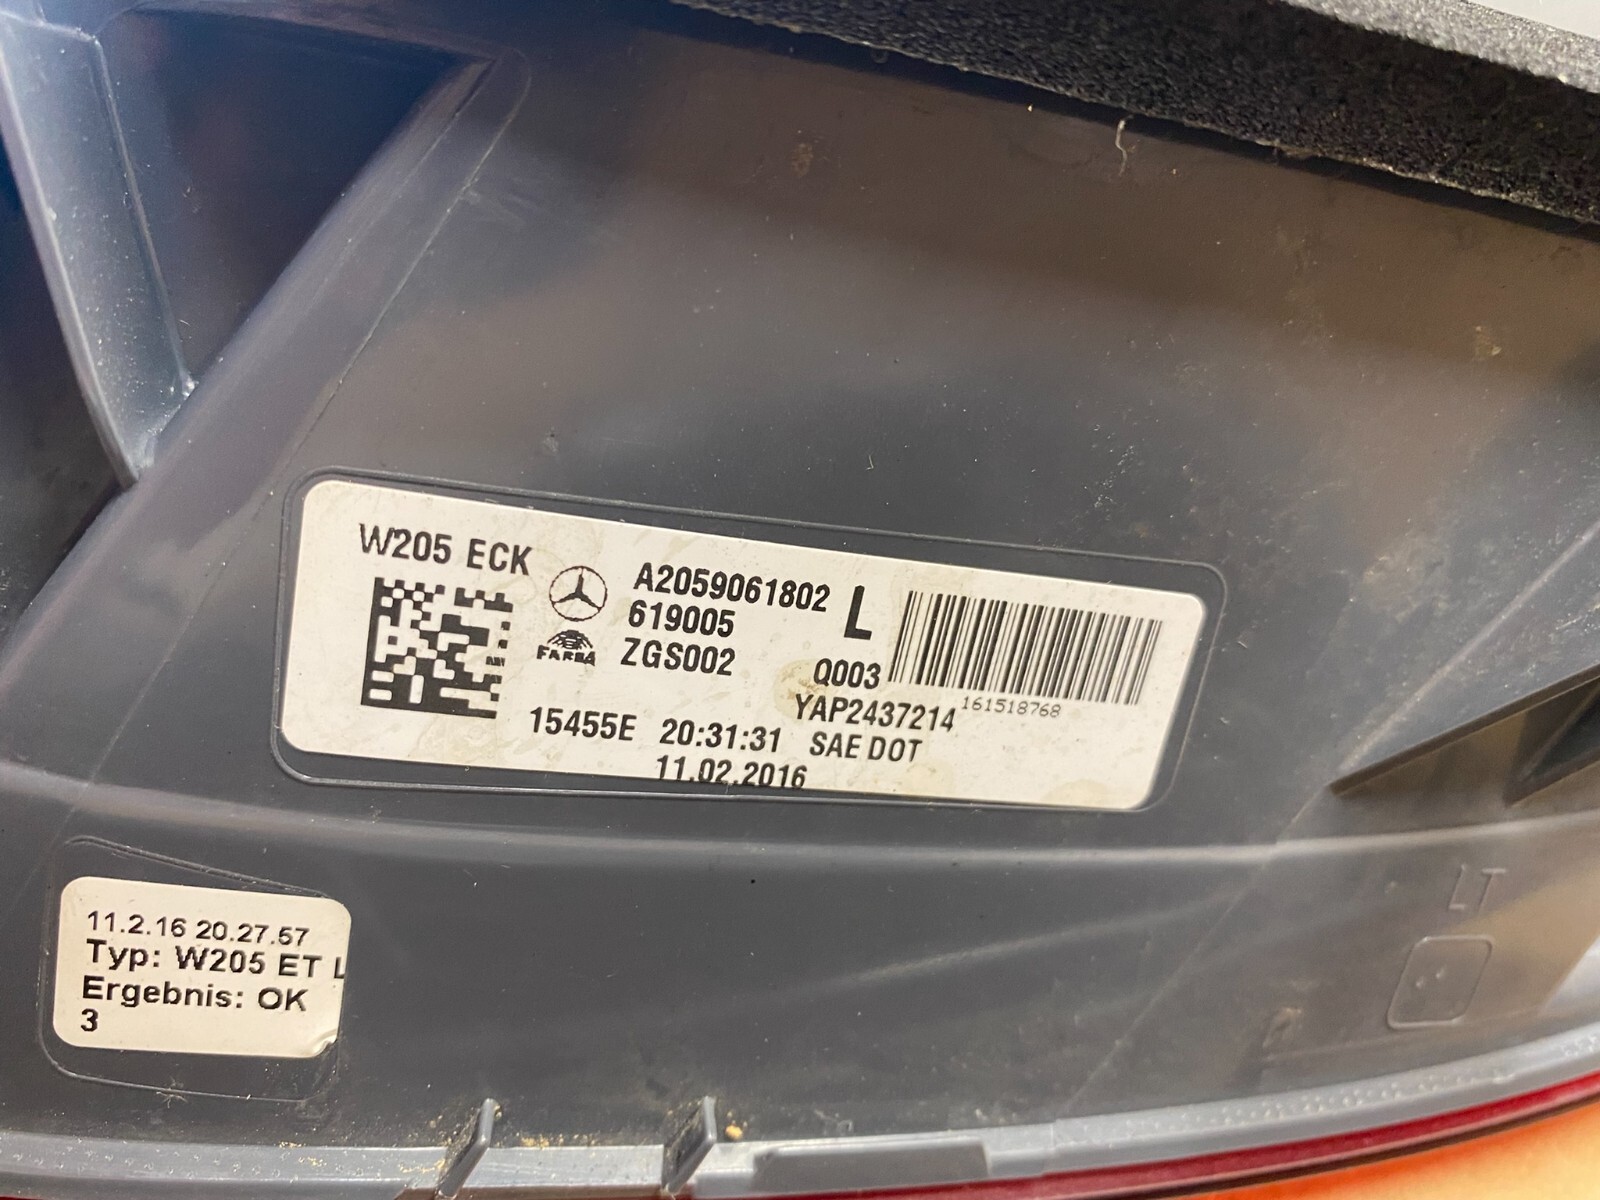 W205 ECK
A2059061802 L
619005
FARBA ZGS002
Q003
161518768
YAP2437214
15455E 20:31:31 SAE DOT
11.02.2016
11.2.16 20.27.57
Typ: W205 ET L
Ergebnis: OK
3
LT